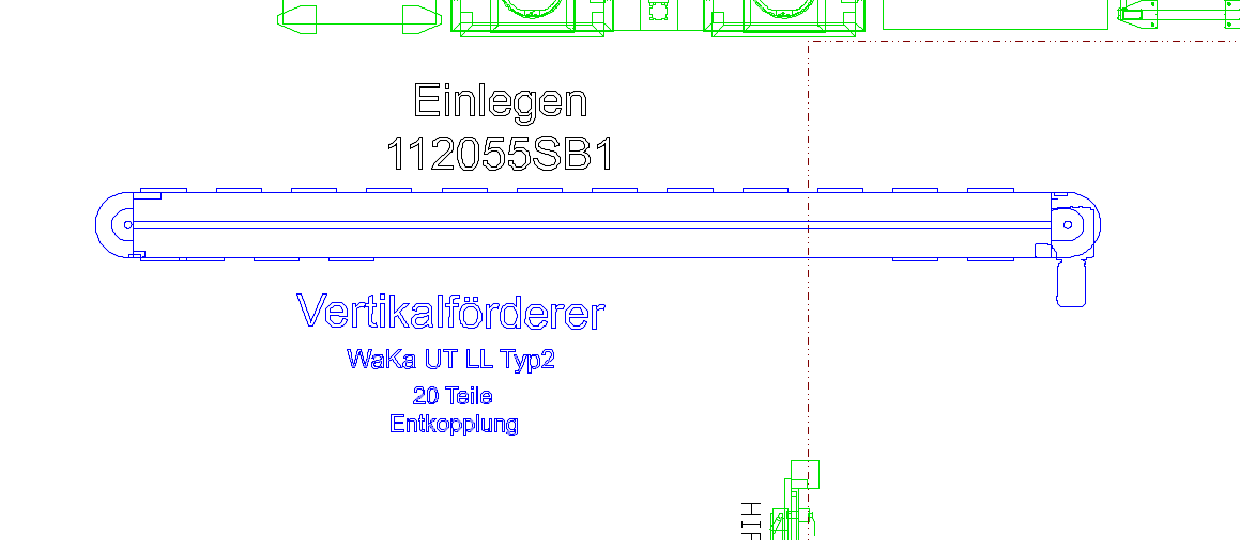 Einlegen
112055SB1
Vertikalförderer
WaKa UT LL Typ2
20 Teile
Entkopplung